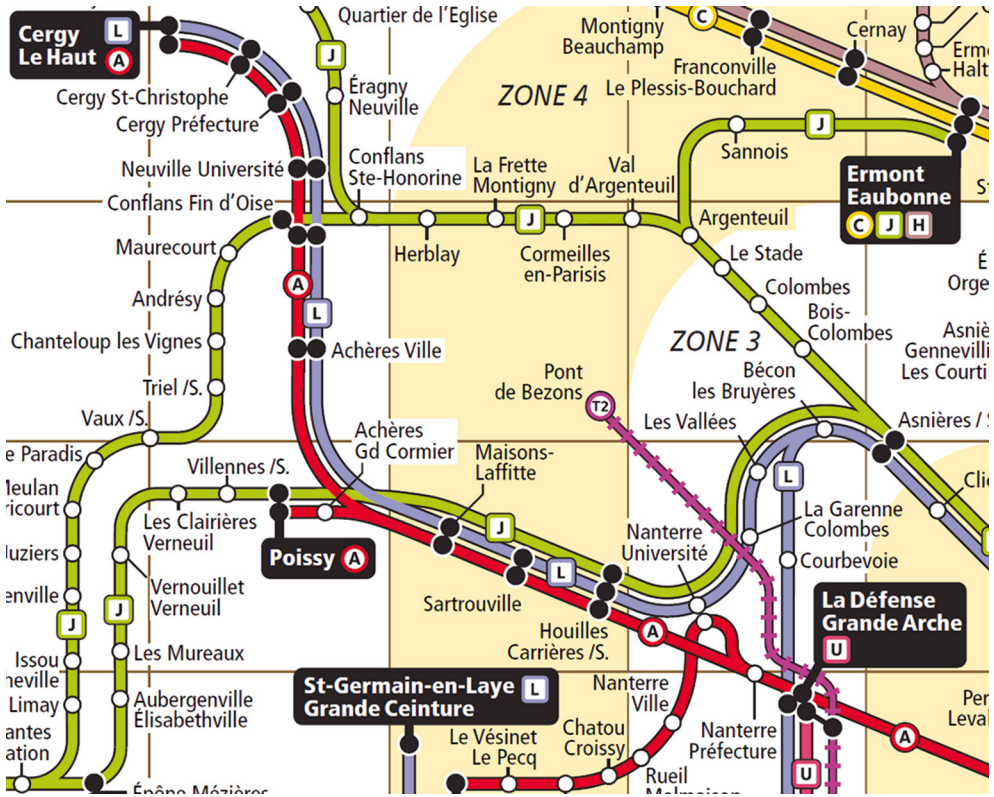 Quartier de l'Eglise
Montigny
Beauchamp
C
Cernay
Cergy
Le Haut
L
A
J
Franconville
Le Plessis-Bouchard
Cergy St-Christophe
Éragny
Neuville
ZONE 4
Cergy Préfecture
J
Sannois
Neuville Université
Conflans
Ste-Honorine
La Frette
Montigny
Val
d'Argenteuil
Ermont
Eaubonne
C
J
H
Conflans Fin d'Oise
J
Argenteuil
Maurecourt
Herblay
Cormeilles
en-Parisis
Le Stade
A
Andrésy
L
Colombes
Bois-
Colombes
Chanteloup les Vignes
Achères Ville
ZONE 3
Pont
de Bezons
Bécon
les Bruyères
Triel /S.
T2
Les Vallées
Vaux /S.
Achères
Gd Cormier
Maisons-
Laffitte
Villennes /S.
L
Les Clairières
Verneuil
J
La Garenne
Colombes
Nanterre
Université
Poissy
A
L
Courbevoie
Vernouillet
Verneuil
Sartrouville
La Défense
Grande Arche
U
J
J
Houilles
Carrières /S.
A
Issou
Les Mureaux
St-Germain-en-Laye
Grande Ceinture
L
Nanterre
Ville
Limay
Aubergenville
Élisabethville
Le Vésinet
Le Pecq
Chatou
Croissy
Nanterre
Préfecture
A
Rueil
U
Épône Mézières